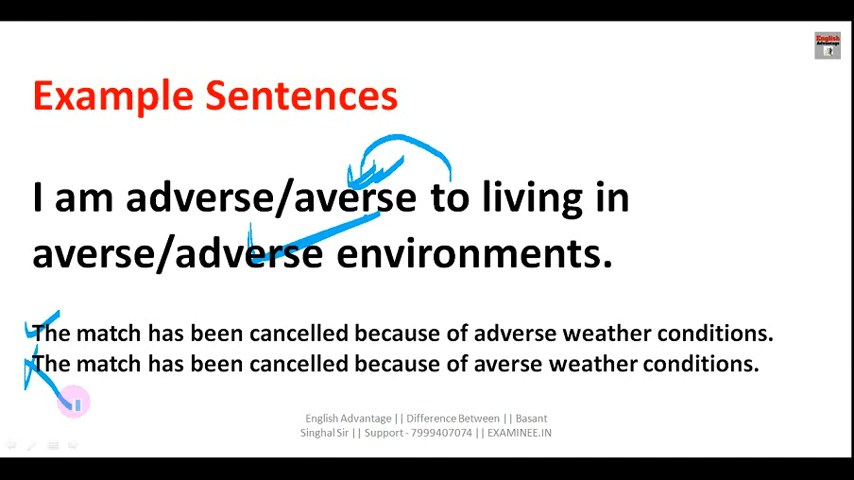 English
Advantage
Example Sentences
I am adverse/averse to living in
averse/adverse environments.
The match has been cancelled because of adverse weather conditions.
The match has been cancelled because of averse weather conditions.
English Advantage || Difference Between || Basant
Singhal Sir || Support - 7999407074 || EXAMINEE.IN